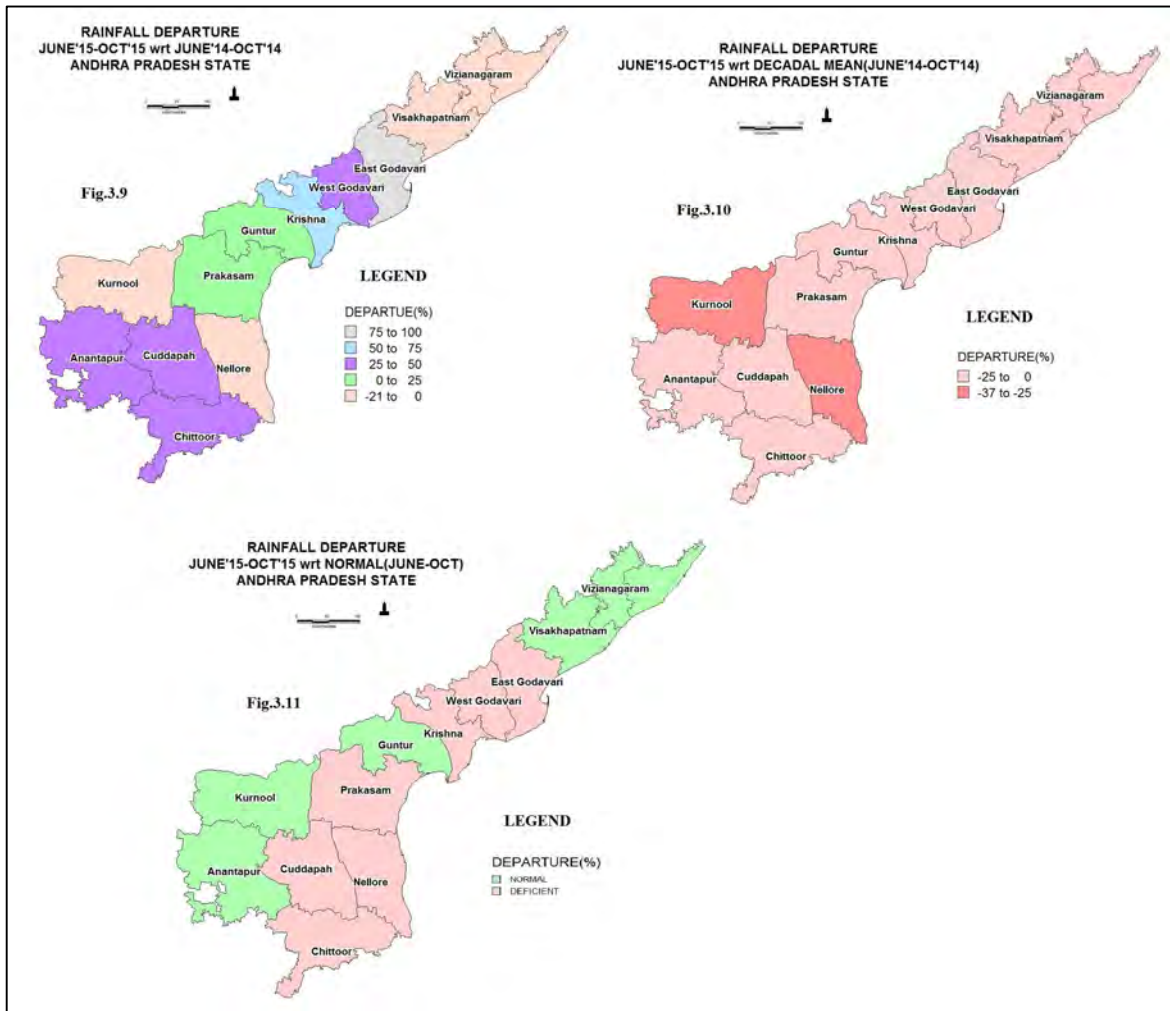 RAINFALL DEPARTURE
JUNE'15-OCT'15 wrt JUNE'14-OCT'14
ANDHRA PRADESH STATE
Fig.3.9
Vizianagaram
Visakhapatnam
East Godavari
West Godavari
Krishna
Guntur
Prakasam
Kurnool
Anantapur
Cuddapah
Nellore
Chittoor
LEGEND
DEPARTUE(%)
75 to 100
50 to 75
25 to 50
0 to 25
-21 to 0
RAINFALL DEPARTURE
JUNE'15-OCT'15 wrt DECADAL MEAN(JUNE'14-OCT'14)
ANDHRA PRADESH STATE
Fig.3.10
Vizianagaram
Visakhapatnam
East Godavari
West Godavari
Krishna
Guntur
Prakasam
Kurnool
Anantapur
Cuddapah
Nellore
Chittoor
LEGEND
DEPARTURE(%)
-25 to 0
-37 to -25
RAINFALL DEPARTURE
JUNE'15-OCT'15 wrt NORMAL(JUNE-OCT)
ANDHRA PRADESH STATE
Fig.3.11
Vizianagaram
Visakhapatnam
East Godavari
West Godavari
Krishna
Guntur
Prakasam
Kurnool
Anantapur
Cuddapah
Nellore
Chittoor
LEGEND
DEPARTURE(%)
NORMAL
DEFICIENT